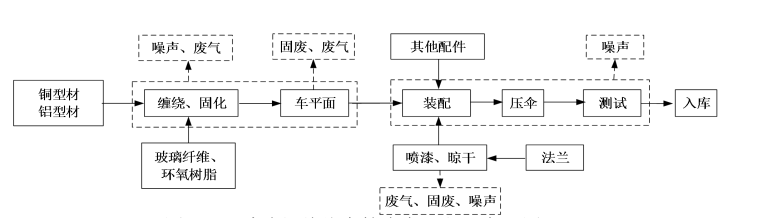 噪声、废气
固废、废气
其他配件
噪声
铜型材
铝型材
缠绕、固化
车平面
装配
压伞
测试
入库
玻璃纤维、
环氧树脂
喷漆、晾干
法兰
废气、固废、噪声